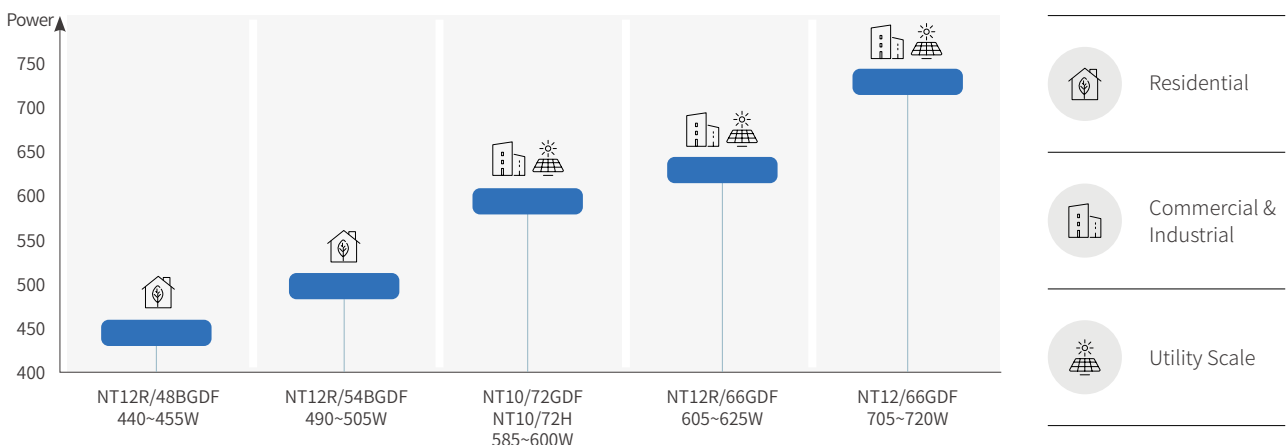 Power
750
700
650
600
550
500
450
400
NT12R/48BGDF
440~455W
NT12R/54BGDF
490~505W
NT10/72GDF
NT10/72H
585~600W
NT12R/66GDF
605~625W
NT12/66GDF
705~720W
Residential
Commercial &
Industrial
Utility Scale